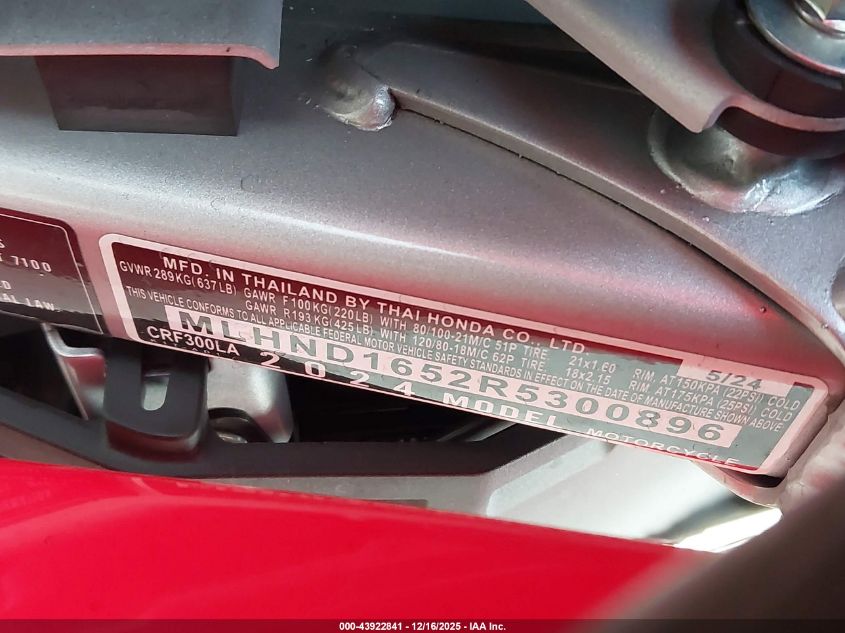 S
T 7100
D
AL LAW
MFD. IN THAILAND BY THAI HONDA CO., LTD. 5/24
GVWR 289KG(637LB) GAWR F100KG(220LB) WITH 80/100-21M/C 51P TIRE, 21x1.60 RIM, AT150KPA (22PSI) COLD
GAWR R193KG(425LB) WITH 120/80-18M/C 62P TIRE, 18x2.15 RIM, AT175KPA (25PSI) COLD
THIS VEHICLE CONFORMS TO ALL APPLICABLE FEDERAL MOTOR VEHICLE SAFETY STANDARDS IN EFFECT ON THE DATE OF MANUFACTURE SHOWN ABOVE
MLHND1652R5300896
CRF300LA 2024 MODEL MOTORCYCLE
000-43922841 - 12/16/2025 - IAA Inc.